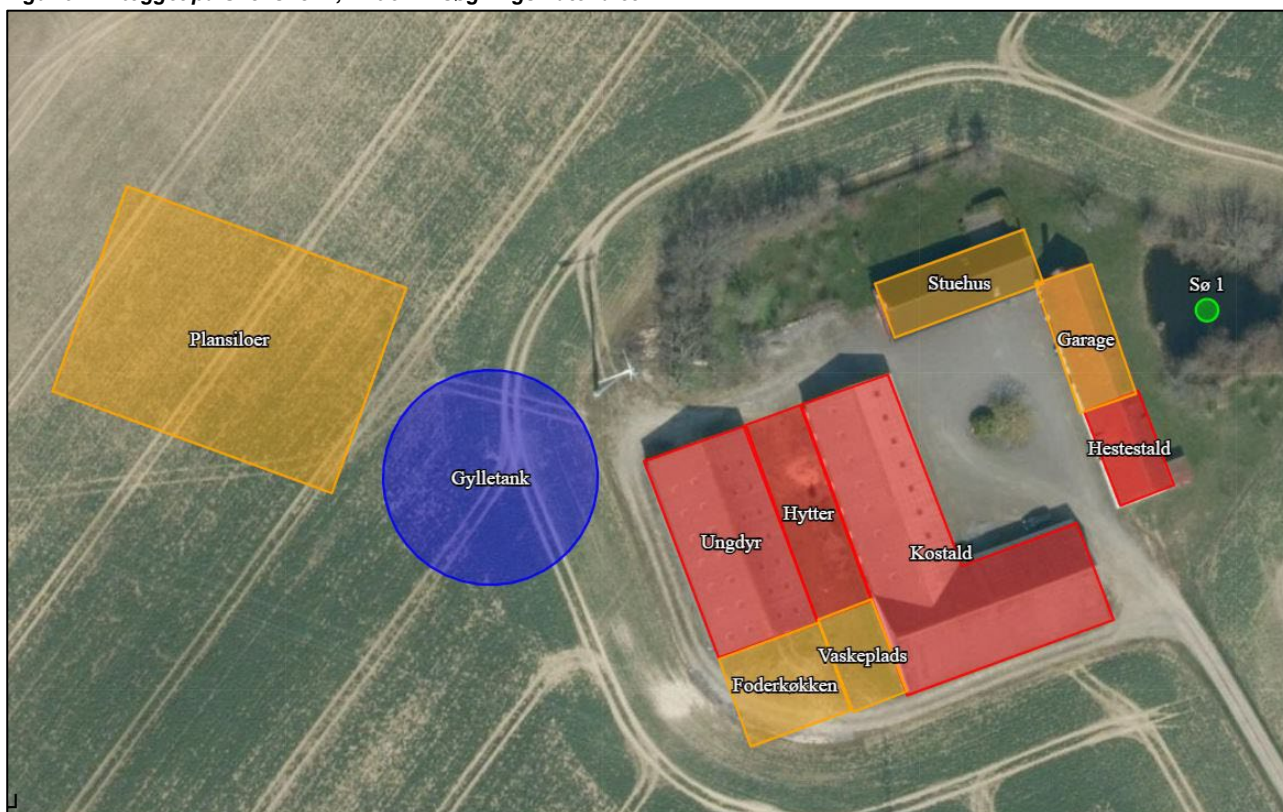 Stuehus
Sø 1
Plansiloer
Garage
Hestestald
Gylletank
Hytter
Ungdyr
Kostald
Vaskeplads
Foderkøkken